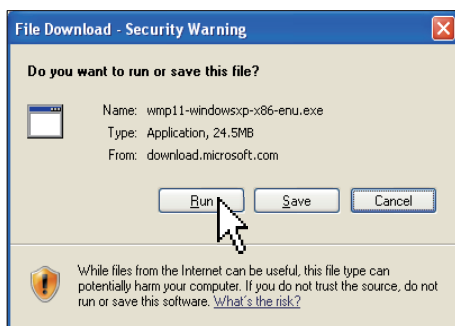 File Download - Security Warning
Do you want to run or save this file?
Name: wmp11-windowsxp-x86-enu.exe
Type: Application, 24.5MB
From: download.microsoft.com
Run Save Cancel
While files from the Internet can be useful, this file type can
potentially harm your computer. If you do not trust the source, do not
run or save this software. What's the risk?